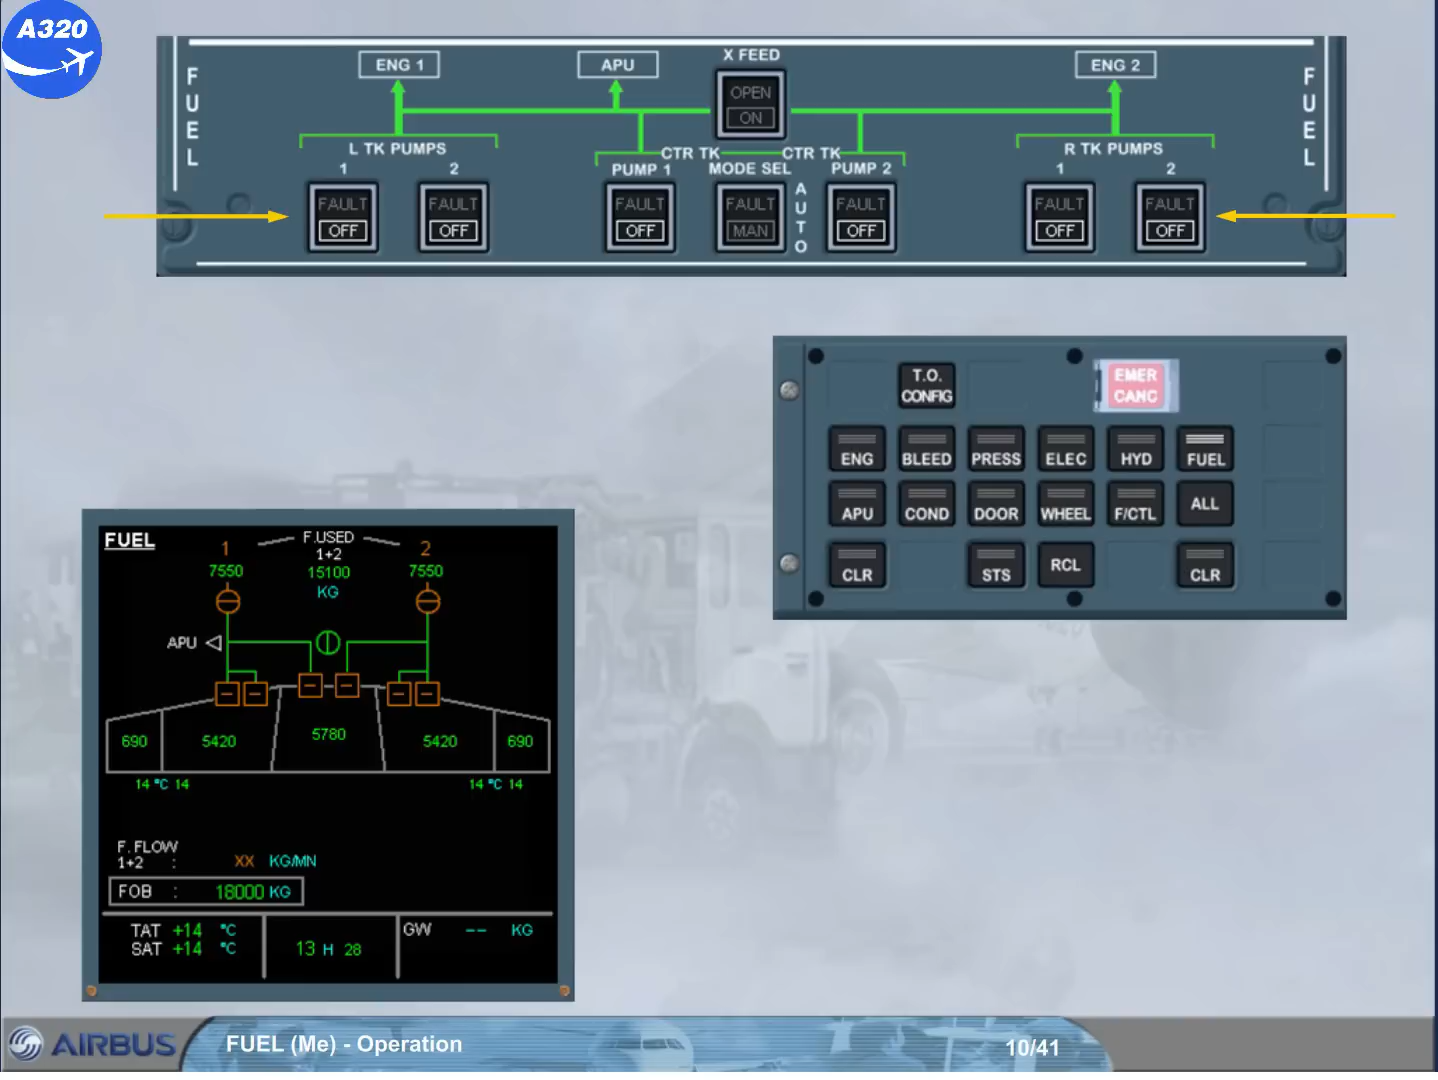 A320
FUEL
ENG 1
APU
X FEED
OPEN
ON
ENG 2
FUEL
L TK PUMPS
1 2
CTR TK
PUMP 1
MODE SEL
CTR TK
PUMP 2
R TK PUMPS
1 2
FAULT
OFF
FAULT
OFF
FAULT
OFF
FAULT
MAN
AUTO
FAULT
OFF
FAULT
OFF
FAULT
OFF
T.O.
CONFIG
EMER
CANC
ENG BLEED PRESS ELEC HYD FUEL
APU COND DOOR WHEEL F/CTL ALL
CLR STS RCL CLR
FUEL
1 F.USED 2
1+2
7550 15100 7550
KG
APU
690 5420 5780 5420 690
14 °C 14 14 °C 14
F.FLOW
1+2 : XX KG/MN
FOB : 18000 KG
TAT +14 °C
SAT +14 °C
13 H 28
GW -- KG
AIRBUS
FUEL (Me) - Operation
10/41